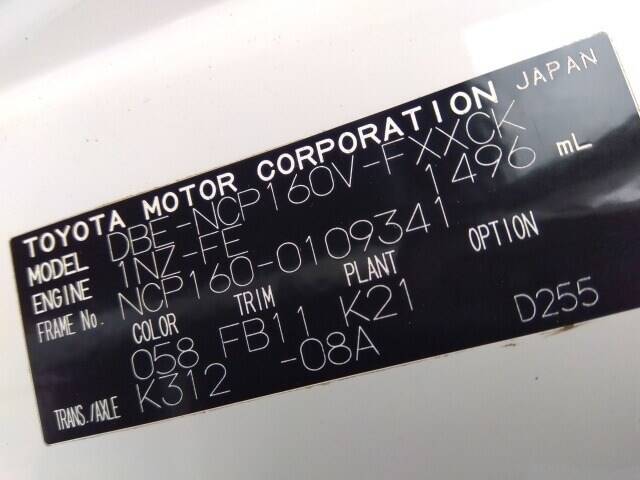 TOYOTA MOTOR CORPORATION JAPAN
MODEL DBE-NCP160V-FXXCK
ENGINE 1NZ-FE 1496 mL
FRAME No. NCP160-0109341
COLOR TRIM PLANT OPTION
058 FB11 K21 D255
TRANS./AXLE K312 -08A